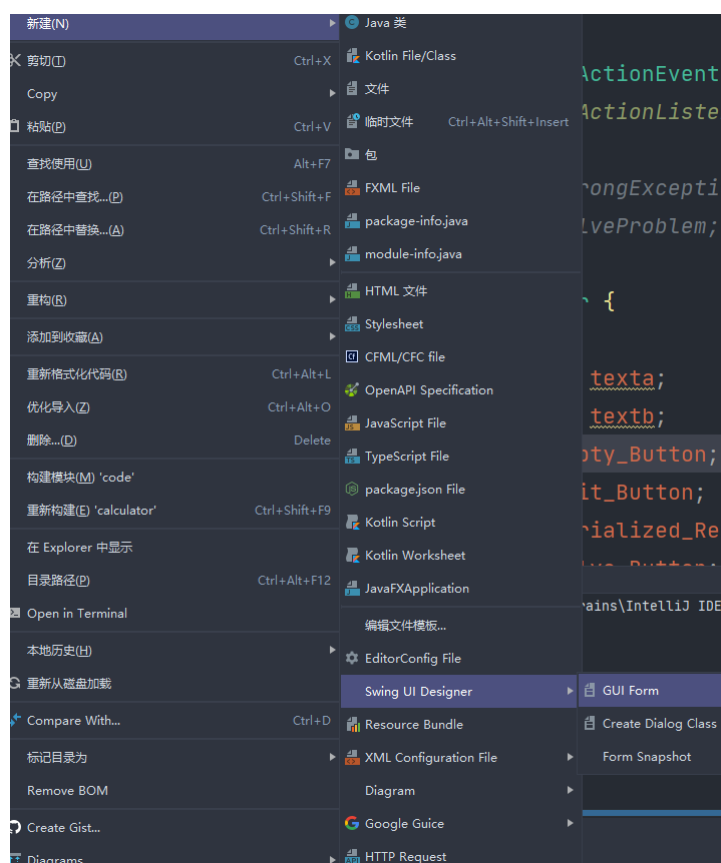 新建(N)
剪切(T) Ctrl+X
Copy
粘贴(P) Ctrl+V
查找使用(U) Alt+F7
在路径中查找...(P) Ctrl+Shift+F
在路径中替换...(A) Ctrl+Shift+R
分析(Z)
重构(R)
添加到收藏(A)
重新格式化代码(R) Ctrl+Alt+L
优化导入(Z) Ctrl+Alt+O
删除...(D) Delete
构建模块(M) 'code'
重新构建(E) 'calculator' Ctrl+Shift+F9
在 Explorer 中显示
目录路径(P) Ctrl+Alt+F12
Open in Terminal
本地历史(H)
重新从磁盘加载
Compare With... Ctrl+D
标记目录为
Remove BOM
Create Gist...
Diagrams
Java 类
Kotlin File/Class
文件
临时文件 Ctrl+Alt+Shift+Insert
包
FXML File
package-info.java
module-info.java
HTML 文件
Stylesheet
CFML/CFC file
OpenAPI Specification
JavaScript File
TypeScript File
package.json File
Kotlin Script
Kotlin Worksheet
JavaFXApplication
编辑文件模板...
EditorConfig File
Swing UI Designer
Resource Bundle
XML Configuration File
Diagram
Google Guice
HTTP Request
GUI Form
Create Dialog Class
Form Snapshot
ActionEvent
ActionListe
rongExcepti
lveProblem;
r {
texta;
textb;
pty_Button;
it_Button;
rialized_Re
rains\IntelliJ IDE